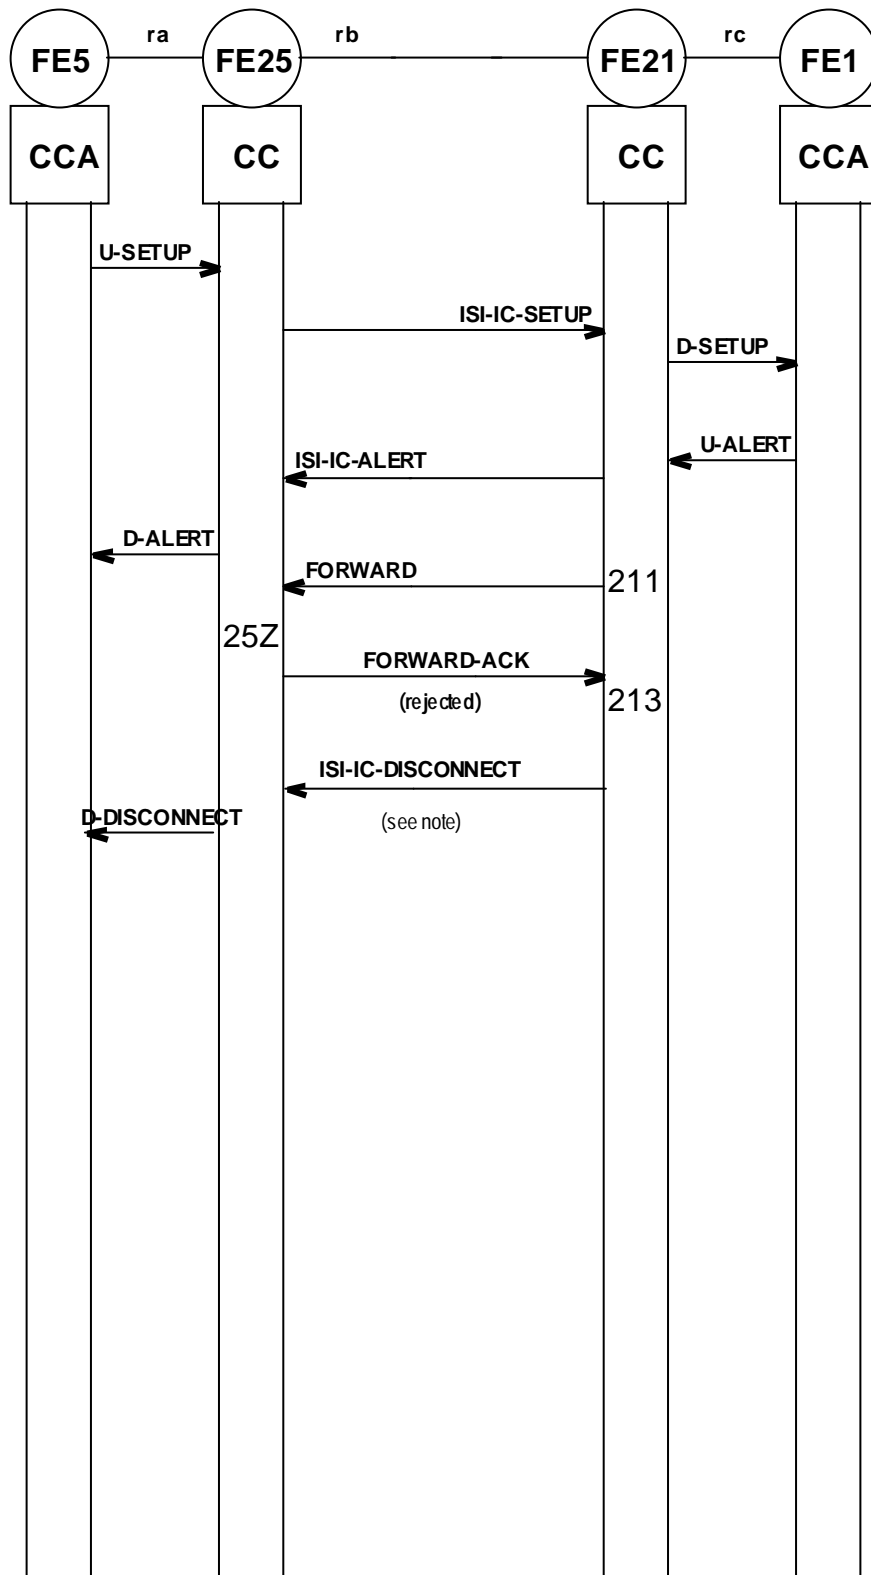 ra rb rc
FE5 FE25 FE21 FE1
CCA CC CC CCA
U-SETUP
ISI-IC-SETUP
D-SETUP
U-ALERT
ISI-IC-ALERT
D-ALERT
FORWARD 211
25Z
FORWARD-ACK
(rejected) 213
ISI-IC-DISCONNECT
D-DISCONNECT (see note)